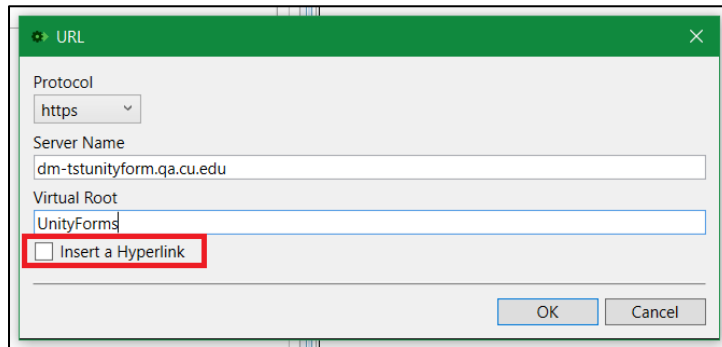 URL
Protocol
https
Server Name
dm-tstunityform.qa.cu.edu
Virtual Root
UnityForms
Insert a Hyperlink
OK Cancel